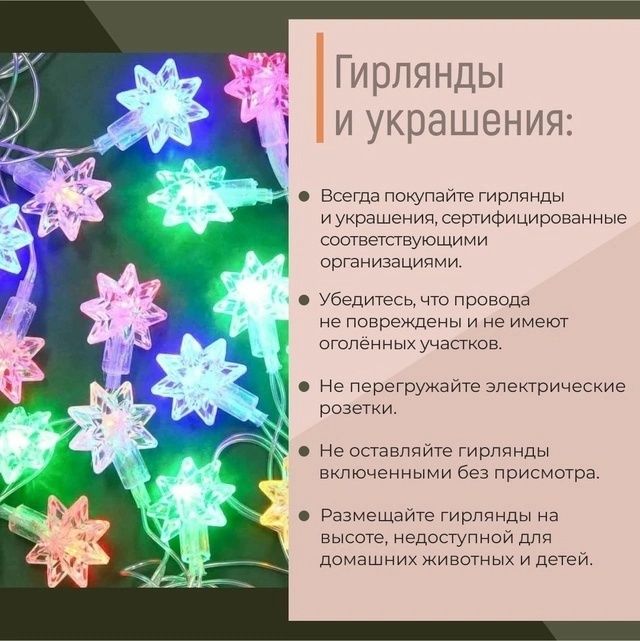 Гирлянды
и украшения:
Всегда покупайте гирлянды
и украшения, сертифицированные
соответствующими
организациями.
Убедитесь, что провода
не повреждены и не имеют
оголённых участков.
Не перегружайте электрические
розетки.
Не оставляйте гирлянды
включенными без присмотра.
Размещайте гирлянды на
высоте, недоступной для
домашних животных и детей.